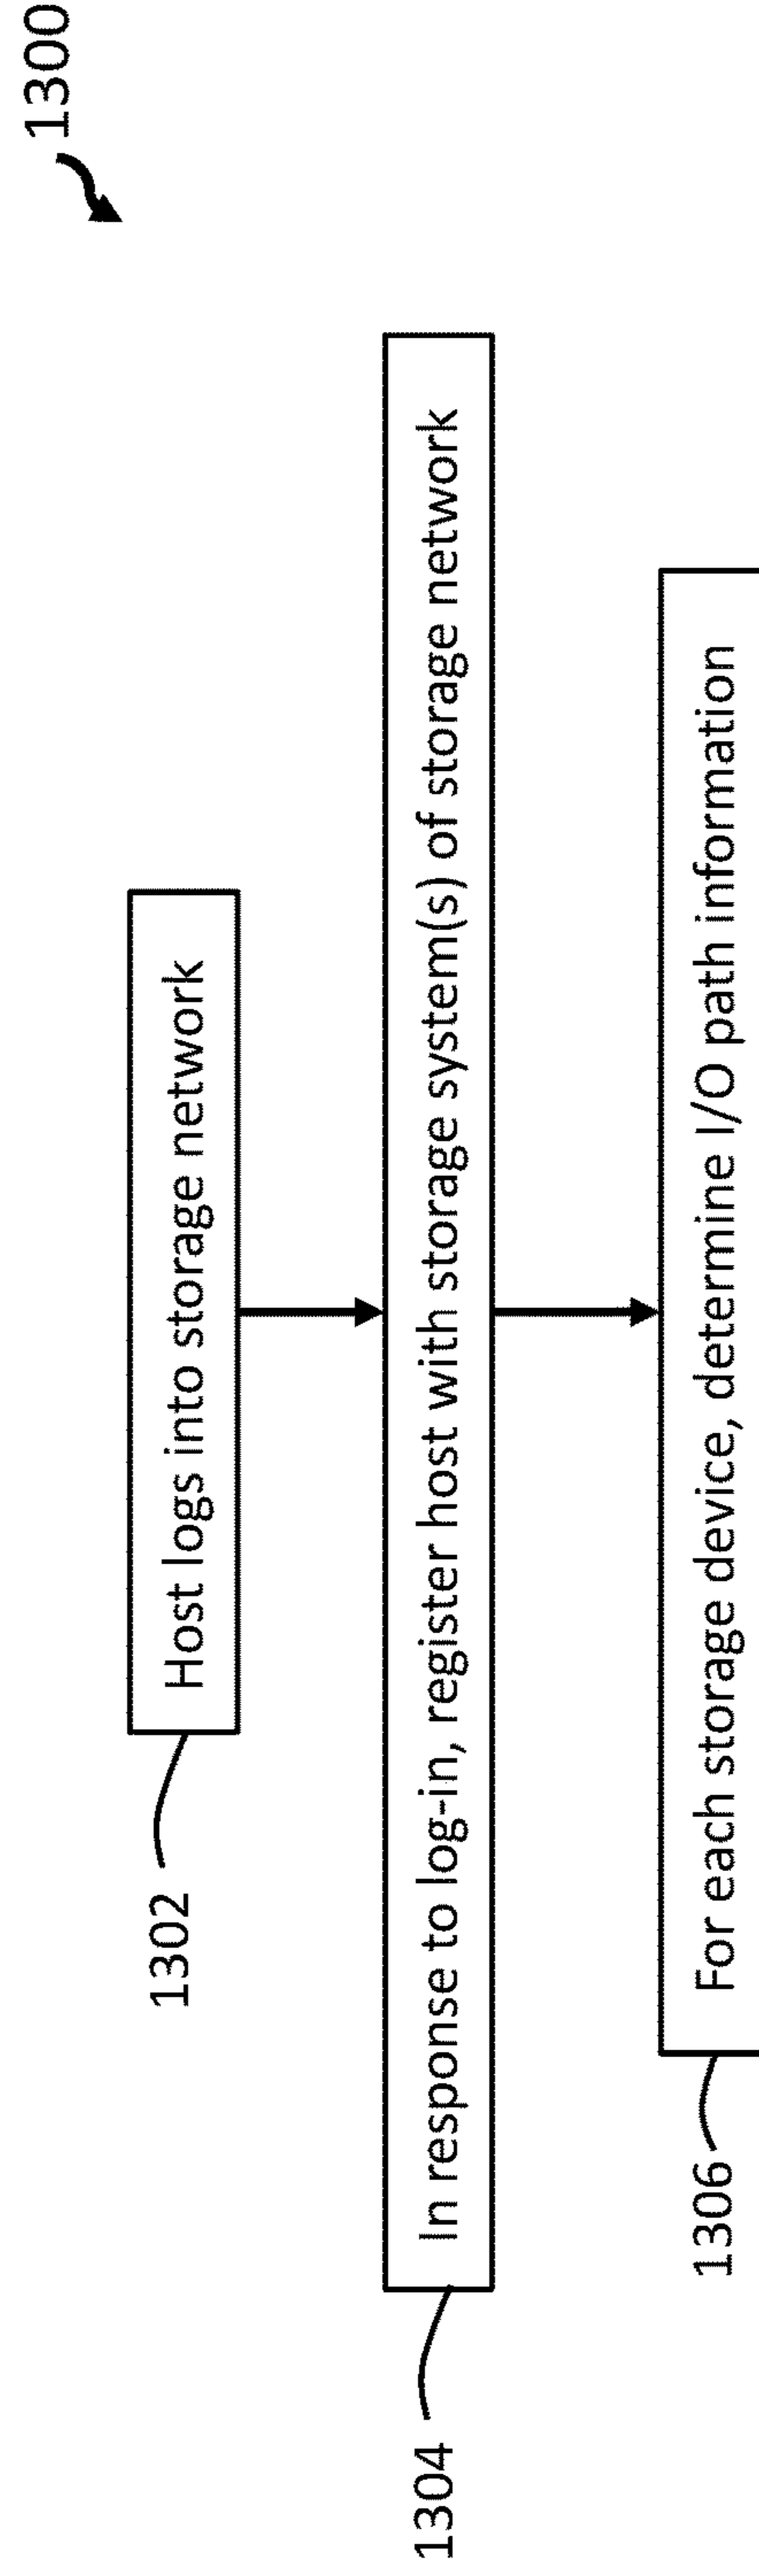 1300
1302
Host logs into storage network
1304
In response to log-in, register host with storage system(s) of storage network
1306
For each storage device, determine I/O path information